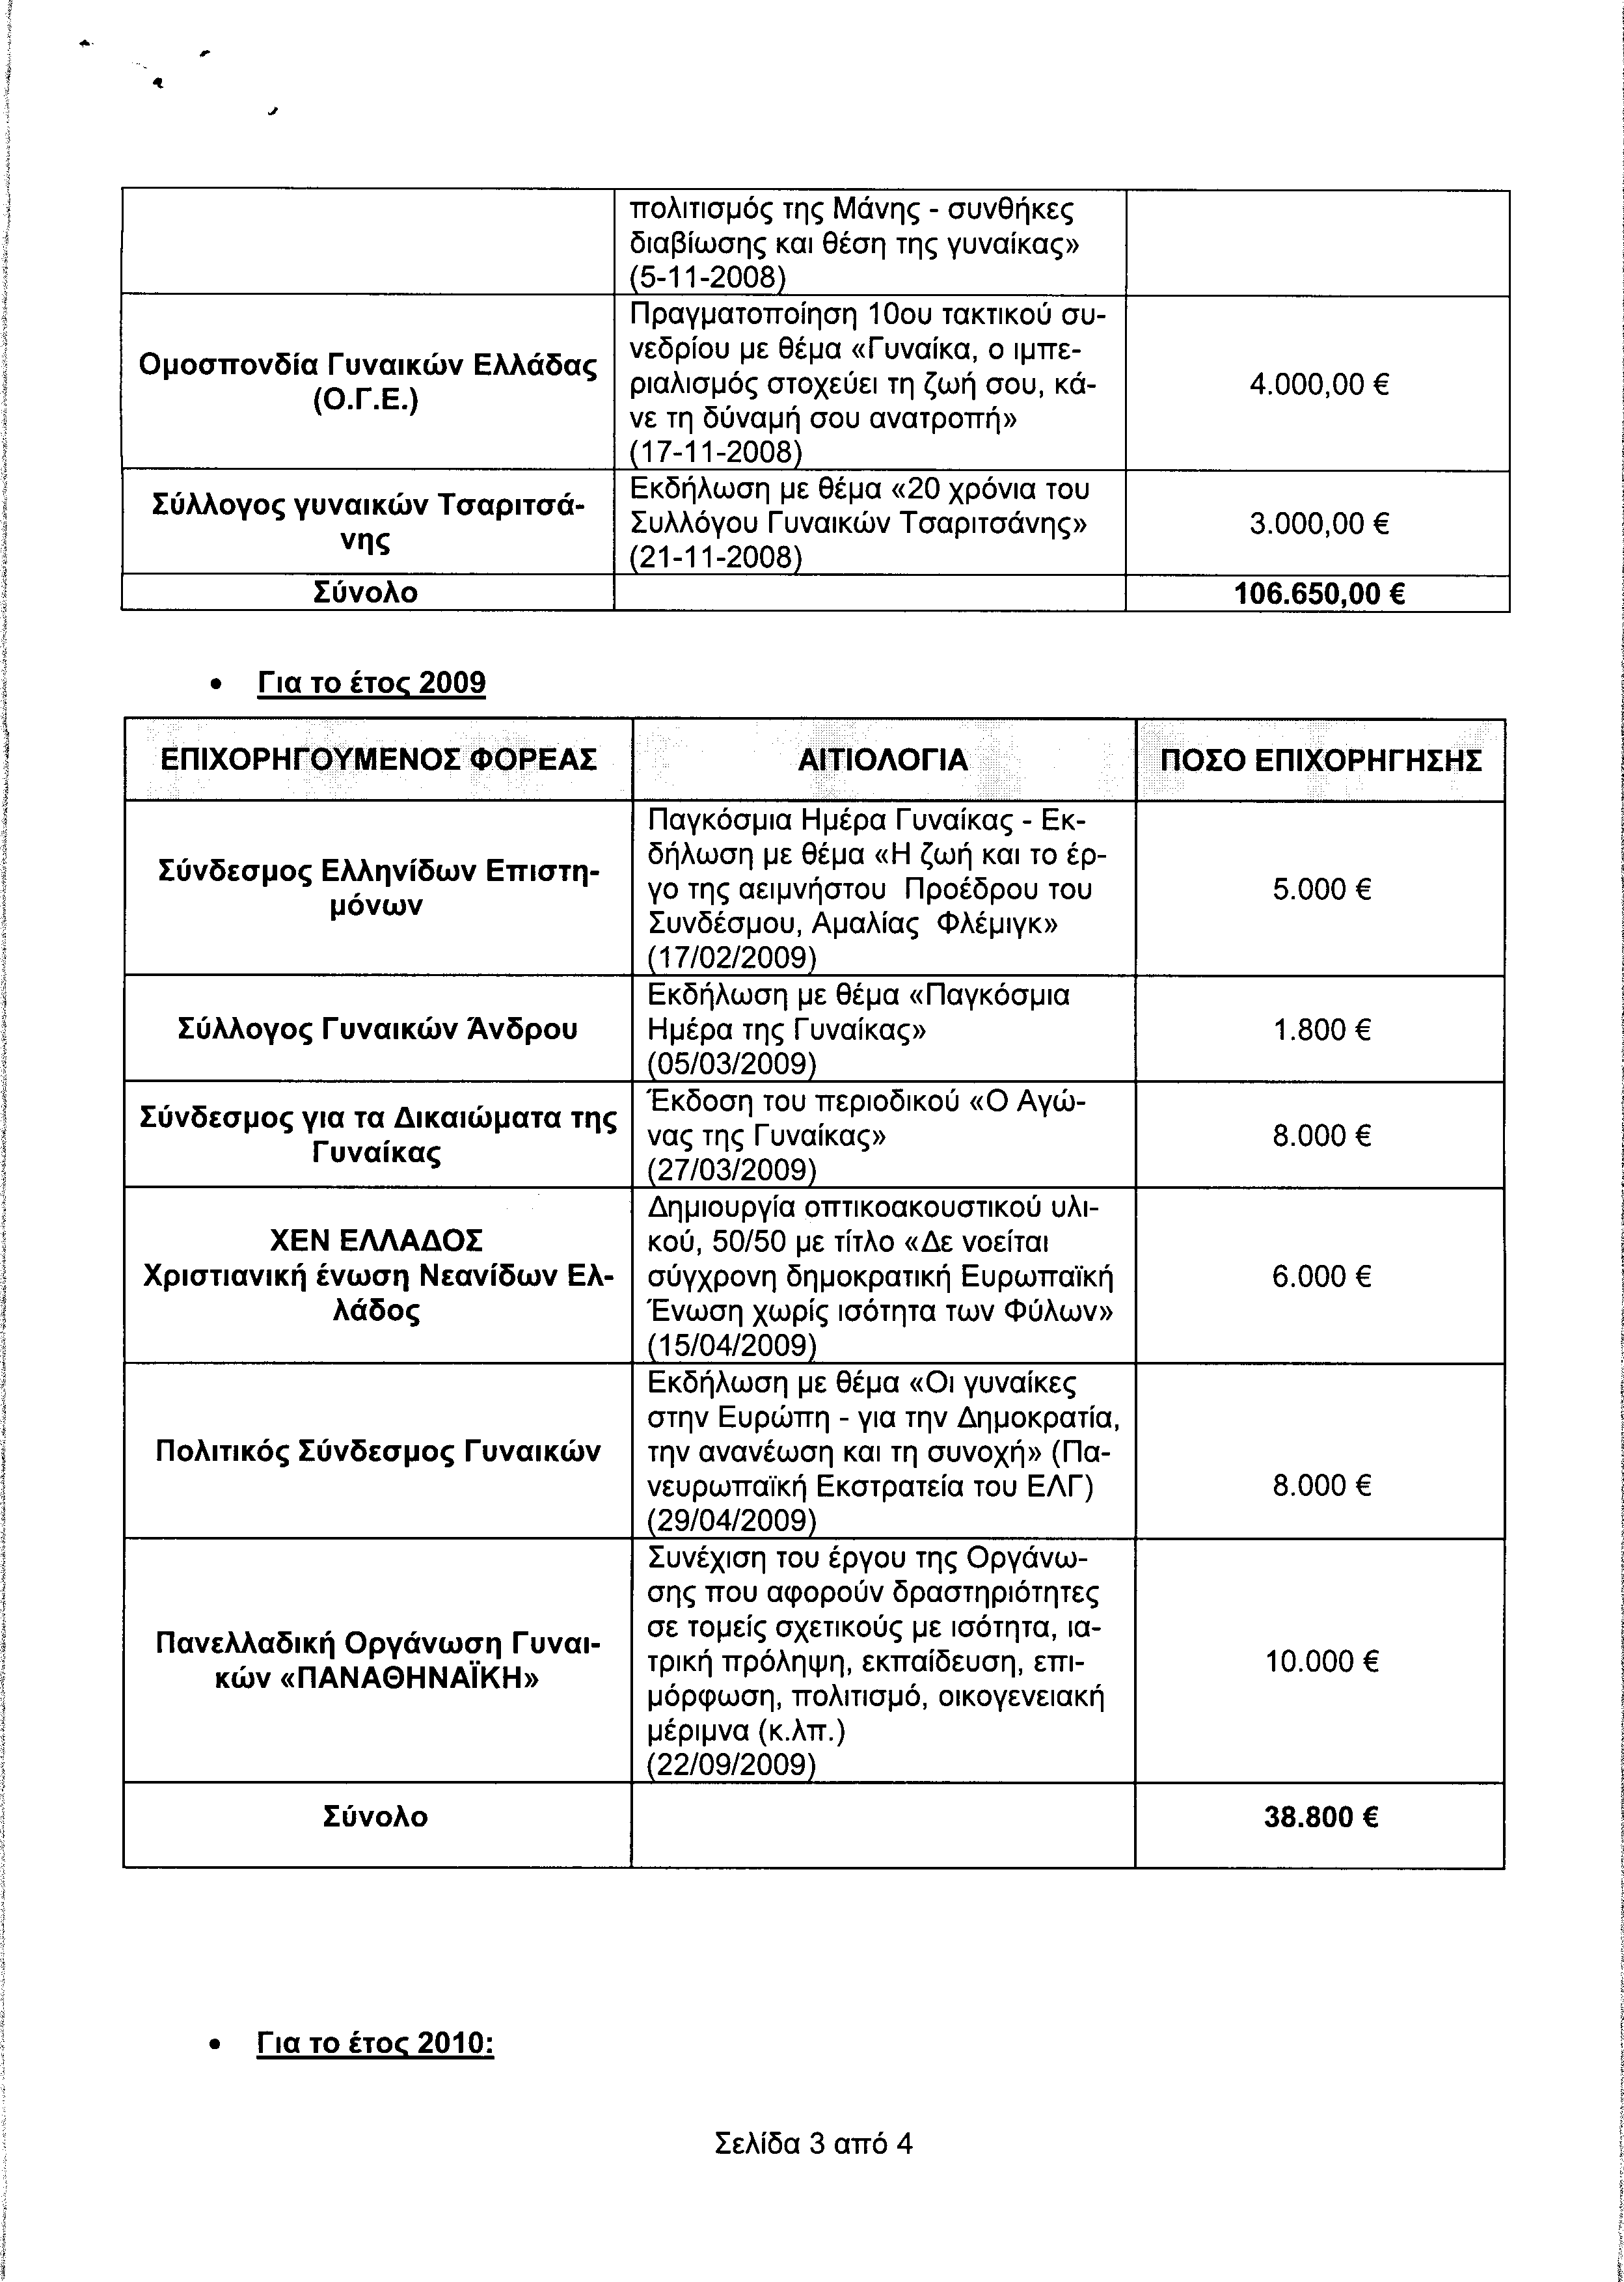 πολιτισμός της Μάνης - συνθήκες
διαβίωσης και θέση της γυναίκας»
(5-11-2008)
Ομοσπονδία Γυναικών Ελλάδας
(Ο.Γ.Ε.)
Πραγματοποίηση 10ου τακτικού συ-
νεδρίου με θέμα «Γυναίκα, ο ιμπε-
ριαλισμός στοχεύει τη ζωή σου, κά-
νε τη δύναμή σου ανατροπή»
(17-11-2008)
4.000,00 €
Σύλλογος γυναικών Τσαριτσά-
νης
Εκδήλωση με θέμα «20 χρόνια του
Συλλόγου Γυναικών Τσαριτσάνης»
(21-11-2008)
3.000,00 €
Σύνολο
106.650,00 €
• Για το έτος 2009
ΕΠΙΧΟΡΗΓΟΥΜΕΝΟΣ ΦΟΡΕΑΣ
ΑΙΤΙΟΛΟΓΙΑ
ΠΟΣΟ ΕΠΙΧΟΡΗΓΗΣΗΣ
Σύνδεσμος Ελληνίδων Επιστη-
μόνων
Παγκόσμια Ημέρα Γυναίκας - Εκ-
δήλωση με θέμα «Η ζωή και το έρ-
γο της αειμνήστου Προέδρου του
Συνδέσμου, Αμαλίας Φλέμιγκ»
(17/02/2009)
5.000 €
Σύλλογος Γυναικών Άνδρου
Εκδήλωση με θέμα «Παγκόσμια
Ημέρα της Γυναίκας»
(05/03/2009)
1.800 €
Σύνδεσμος για τα Δικαιώματα της
Γυναίκας
Έκδοση του περιοδικού «Ο Αγώ-
νας της Γυναίκας»
(27/03/2009)
8.000 €
ΧΕΝ ΕΛΛΑΔΟΣ
Χριστιανική ένωση Νεανίδων Ελ-
λάδος
Δημιουργία οπτικοακουστικού υλι-
κού, 50/50 με τίτλο «Δε νοείται
σύγχρονη δημοκρατική Ευρωπαϊκή
Ένωση χωρίς ισότητα των Φύλων»
(15/04/2009)
6.000 €
Πολιτικός Σύνδεσμος Γυναικών
Εκδήλωση με θέμα «Οι γυναίκες
στην Ευρώπη - για την Δημοκρατία,
την ανανέωση και τη συνοχή» (Πα-
νευρωπαϊκή Εκστρατεία του ΕΛΓ)
(29/04/2009)
8.000 €
Πανελλαδική Οργάνωση Γυναι-
κών «ΠΑΝΑΘΗΝΑΪΚΗ»
Συνέχιση του έργου της Οργάνω-
σης που αφορούν δραστηριότητες
σε τομείς σχετικούς με ισότητα, ια-
τρική πρόληψη, εκπαίδευση, επι-
μόρφωση, πολιτισμό, οικογενειακή
μέριμνα (κ.λπ.)
(22/09/2009)
10.000 €
Σύνολο
38.800 €
• Για το έτος 2010:
Σελίδα 3 από 4